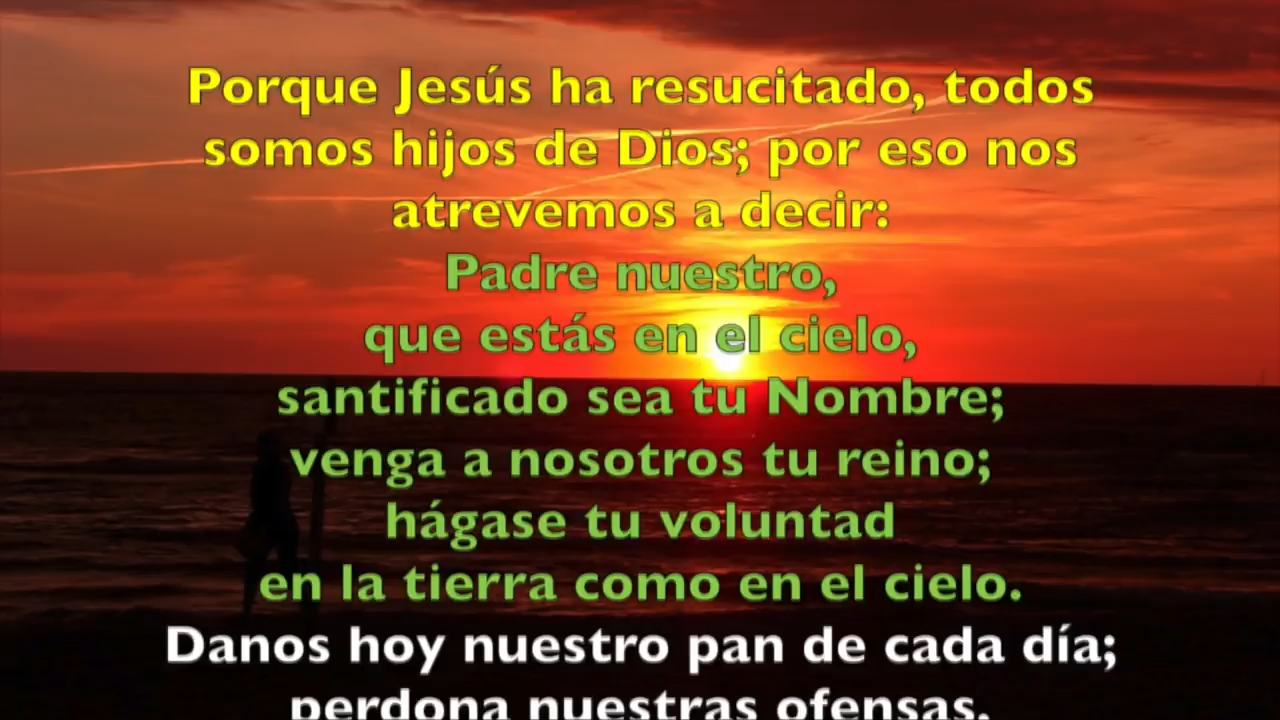 Porque Jesús ha resucitado, todos
somos hijos de Dios; por eso nos
atrevemos a decir:
Padre nuestro,
que estás en el cielo,
santificado sea tu Nombre;
venga a nosotros tu reino;
hágase tu voluntad
en la tierra como en el cielo.
Danos hoy nuestro pan de cada día;
perdona nuestras ofensas,